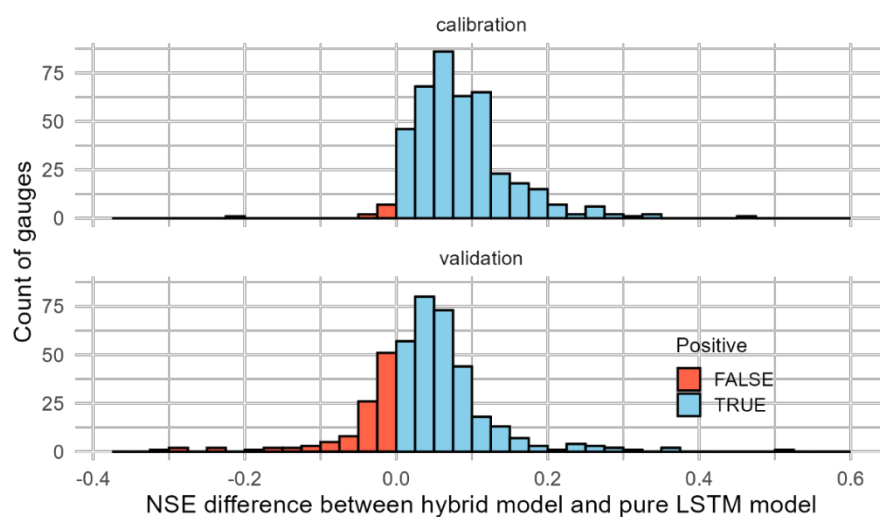 calibration
75
50
25
0
validation
75
50
25
0
Count of gauges
Positive
FALSE
TRUE
-0.4 -0.2 0.0 0.2 0.4 0.6
NSE difference between hybrid model and pure LSTM model